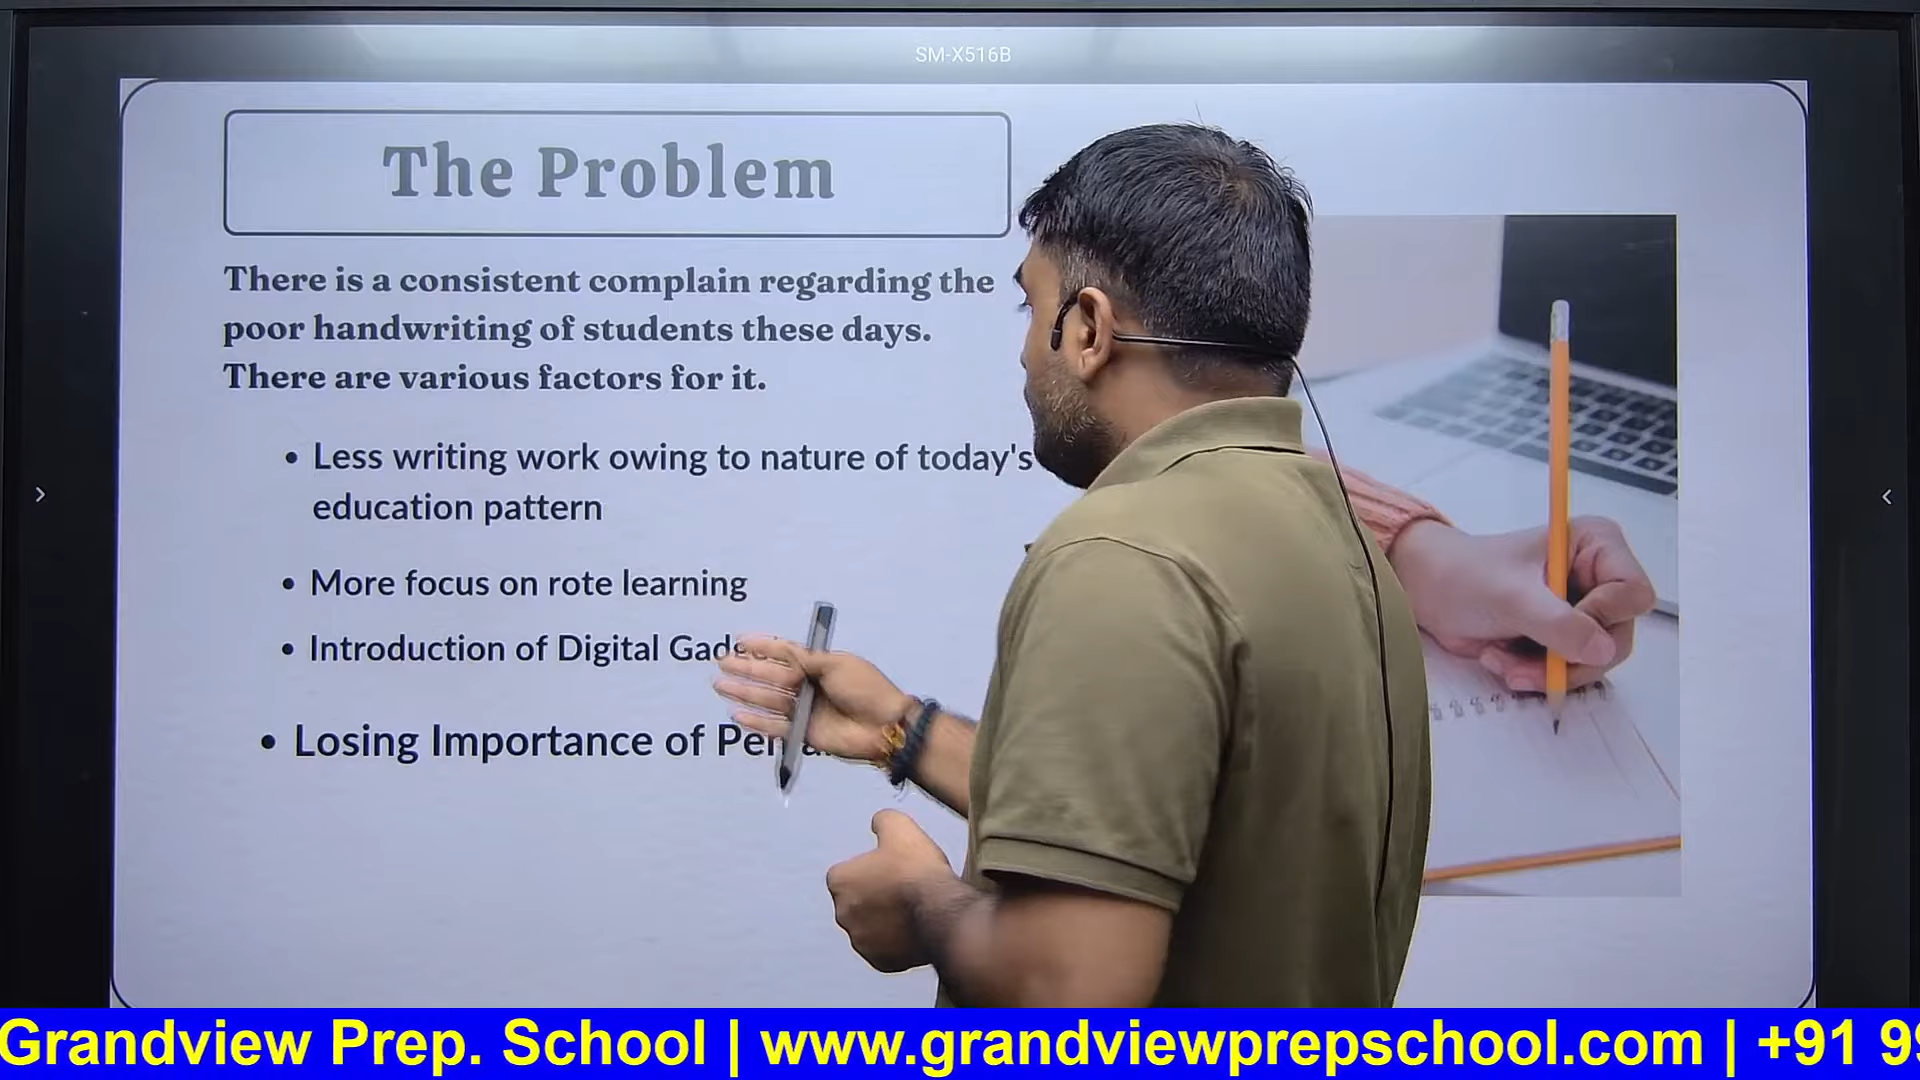 SM-X516B
The Problem
There is a consistent complain regarding the
poor handwriting of students these days.
There are various factors for it.
• Less writing work owing to nature of today's
education pattern
• More focus on rote learning
• Introduction of Digital
• Losing Importance of
Grandview Prep. School | www.grandviewprepschool.com | +91